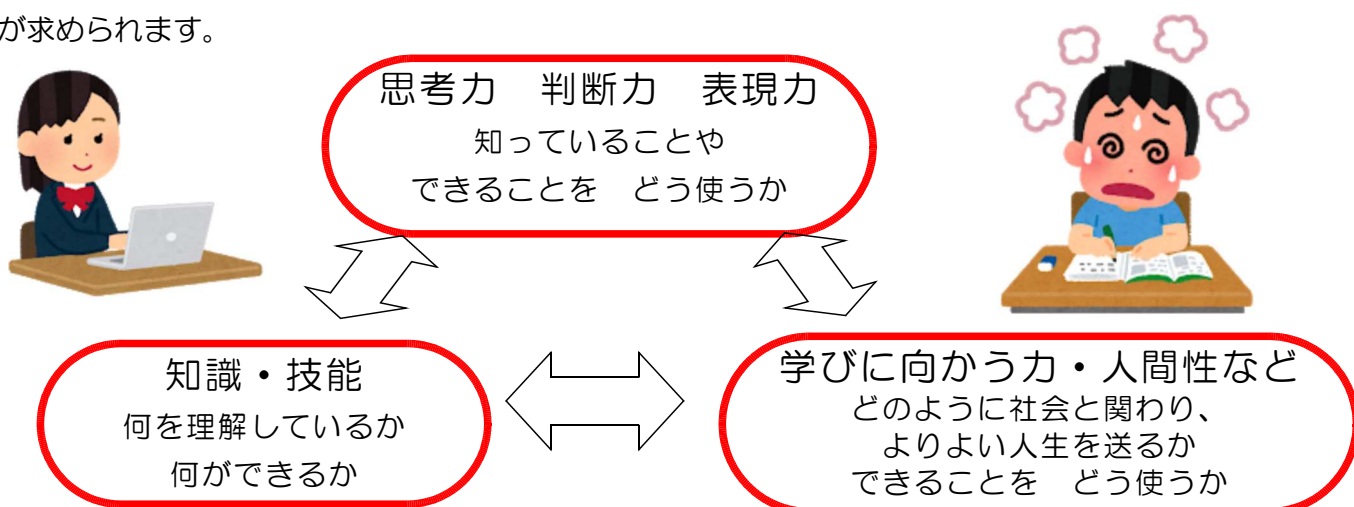 が求められます。
思考力　判断力　表現力
知っていることや
できることを　どう使うか
知識・技能
何を理解しているか
何ができるか
学びに向かう力・人間性など
どのように社会と関わり、
よりよい人生を送るか
できることを　どう使うか